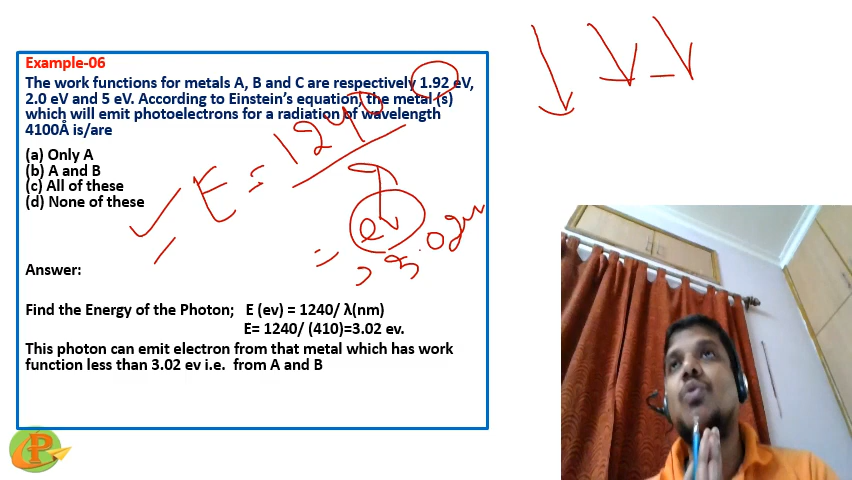 Example-06
The work functions for metals A, B and C are respectively 1.92 eV,
2.0 eV and 5 eV. According to Einstein's equation, the metal (s)
which will emit photoelectrons for a radiation of wavelength
4100Å is/are
(a) Only A
(b) A and B
(c) All of these
(d) None of these
E = 1240
= ev
Answer:
Find the Energy of the Photon; E (ev) = 1240/ λ(nm)
E= 1240/ (410)=3.02 ev.
This photon can emit electron from that metal which has work
function less than 3.02 ev i.e. from A and B